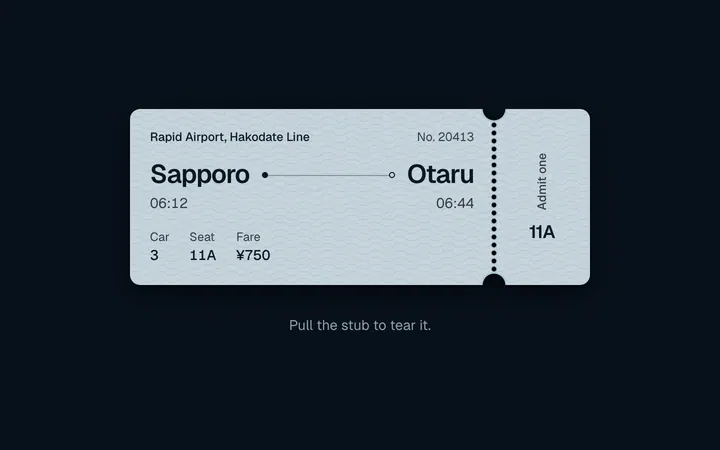 Rapid Airport, Hakodate Line
No. 20413
Sapporo
Otaru
06:12
06:44
Car
Seat
Fare
3
11A
¥750
Admit one
11A
Pull the stub to tear it.